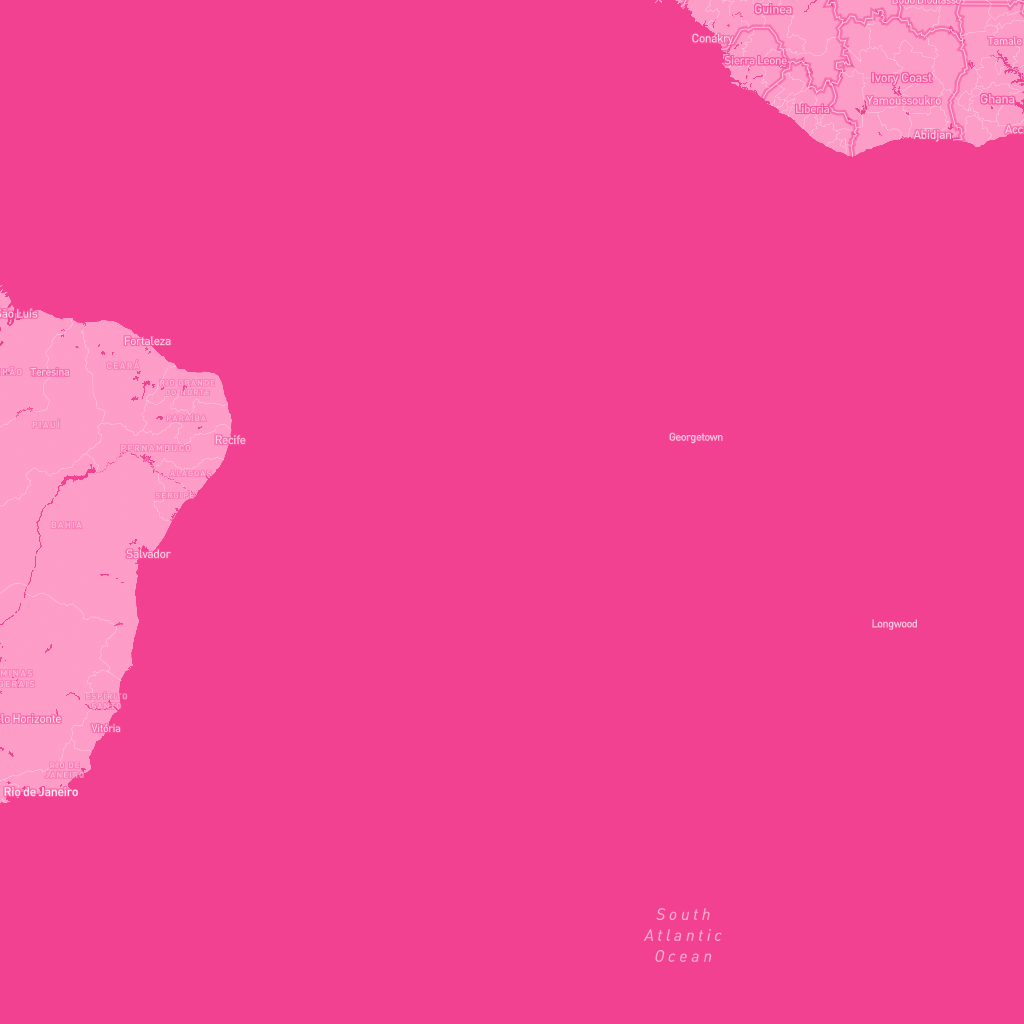 Guinea
Conakry
Tamale
Sierra Leone
Ivory Coast
Yamoussoukro
Ghana
Liberia
Abidjan
Acc
São Luís
Fortaleza
CEARÁ
Teresina
RIO GRANDE
DO NORTE
PARAÍBA
PIAUÍ
Recife
Georgetown
PERNAMBUCO
ALAGOAS
SERGIPE
BAHIA
Salvador
Longwood
MINAS
GERAIS
ESPÍRITO
SANTO
lo Horizonte
Vitória
RIO DE
JANEIRO
Rio de Janeiro
South
Atlantic
Ocean